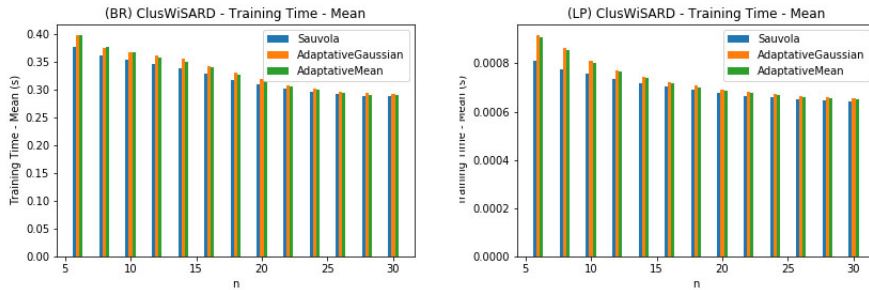 (BR) ClusWiSARD - Training Time - Mean
Training Time - Mean (s)
0.40
0.35
0.30
0.25
0.20
0.15
0.10
0.05
0.00
Sauvola
AdaptativeGaussian
AdaptativeMean
5 10 15 20 25 30
n
(LP) ClusWiSARD - Training Time - Mean
Training Time - Mean (s)
0.0008
0.0006
0.0004
0.0002
0.0000
Sauvola
AdaptativeGaussian
AdaptativeMean
5 10 15 20 25 30
n